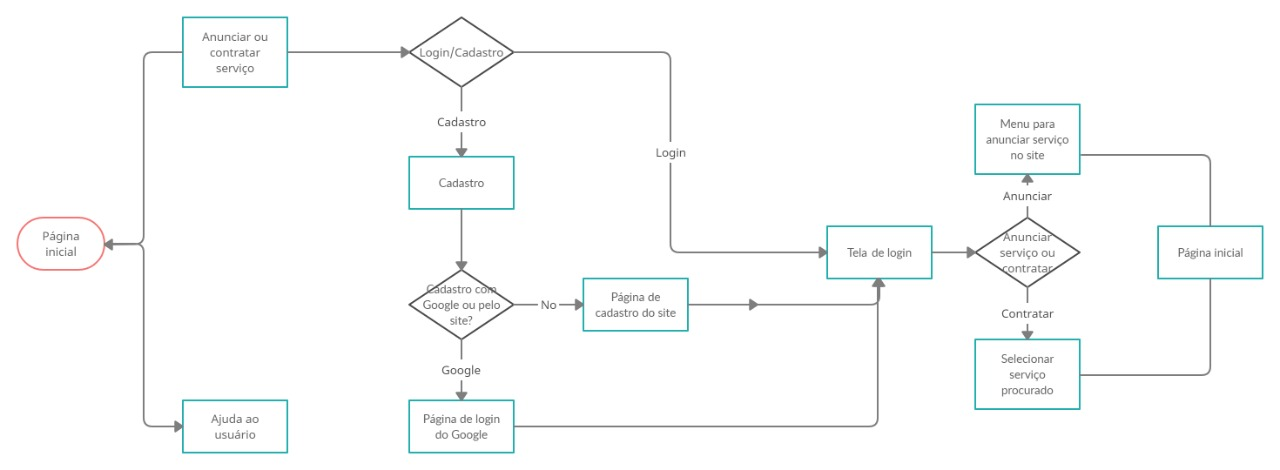 Anunciar ou
contratar
serviço
Login/Cadastro
Cadastro
Login
Cadastro
Página
inicial
Cadastro com
Google ou pelo
site?
No
Página de
cadastro do site
Google
Ajuda ao
usuário
Página de login
do Google
Tela de login
Menu para
anunciar serviço
no site
Anunciar
Anunciar
serviço ou
contratar
Contratar
Selecionar
serviço
procurado
Página inicial